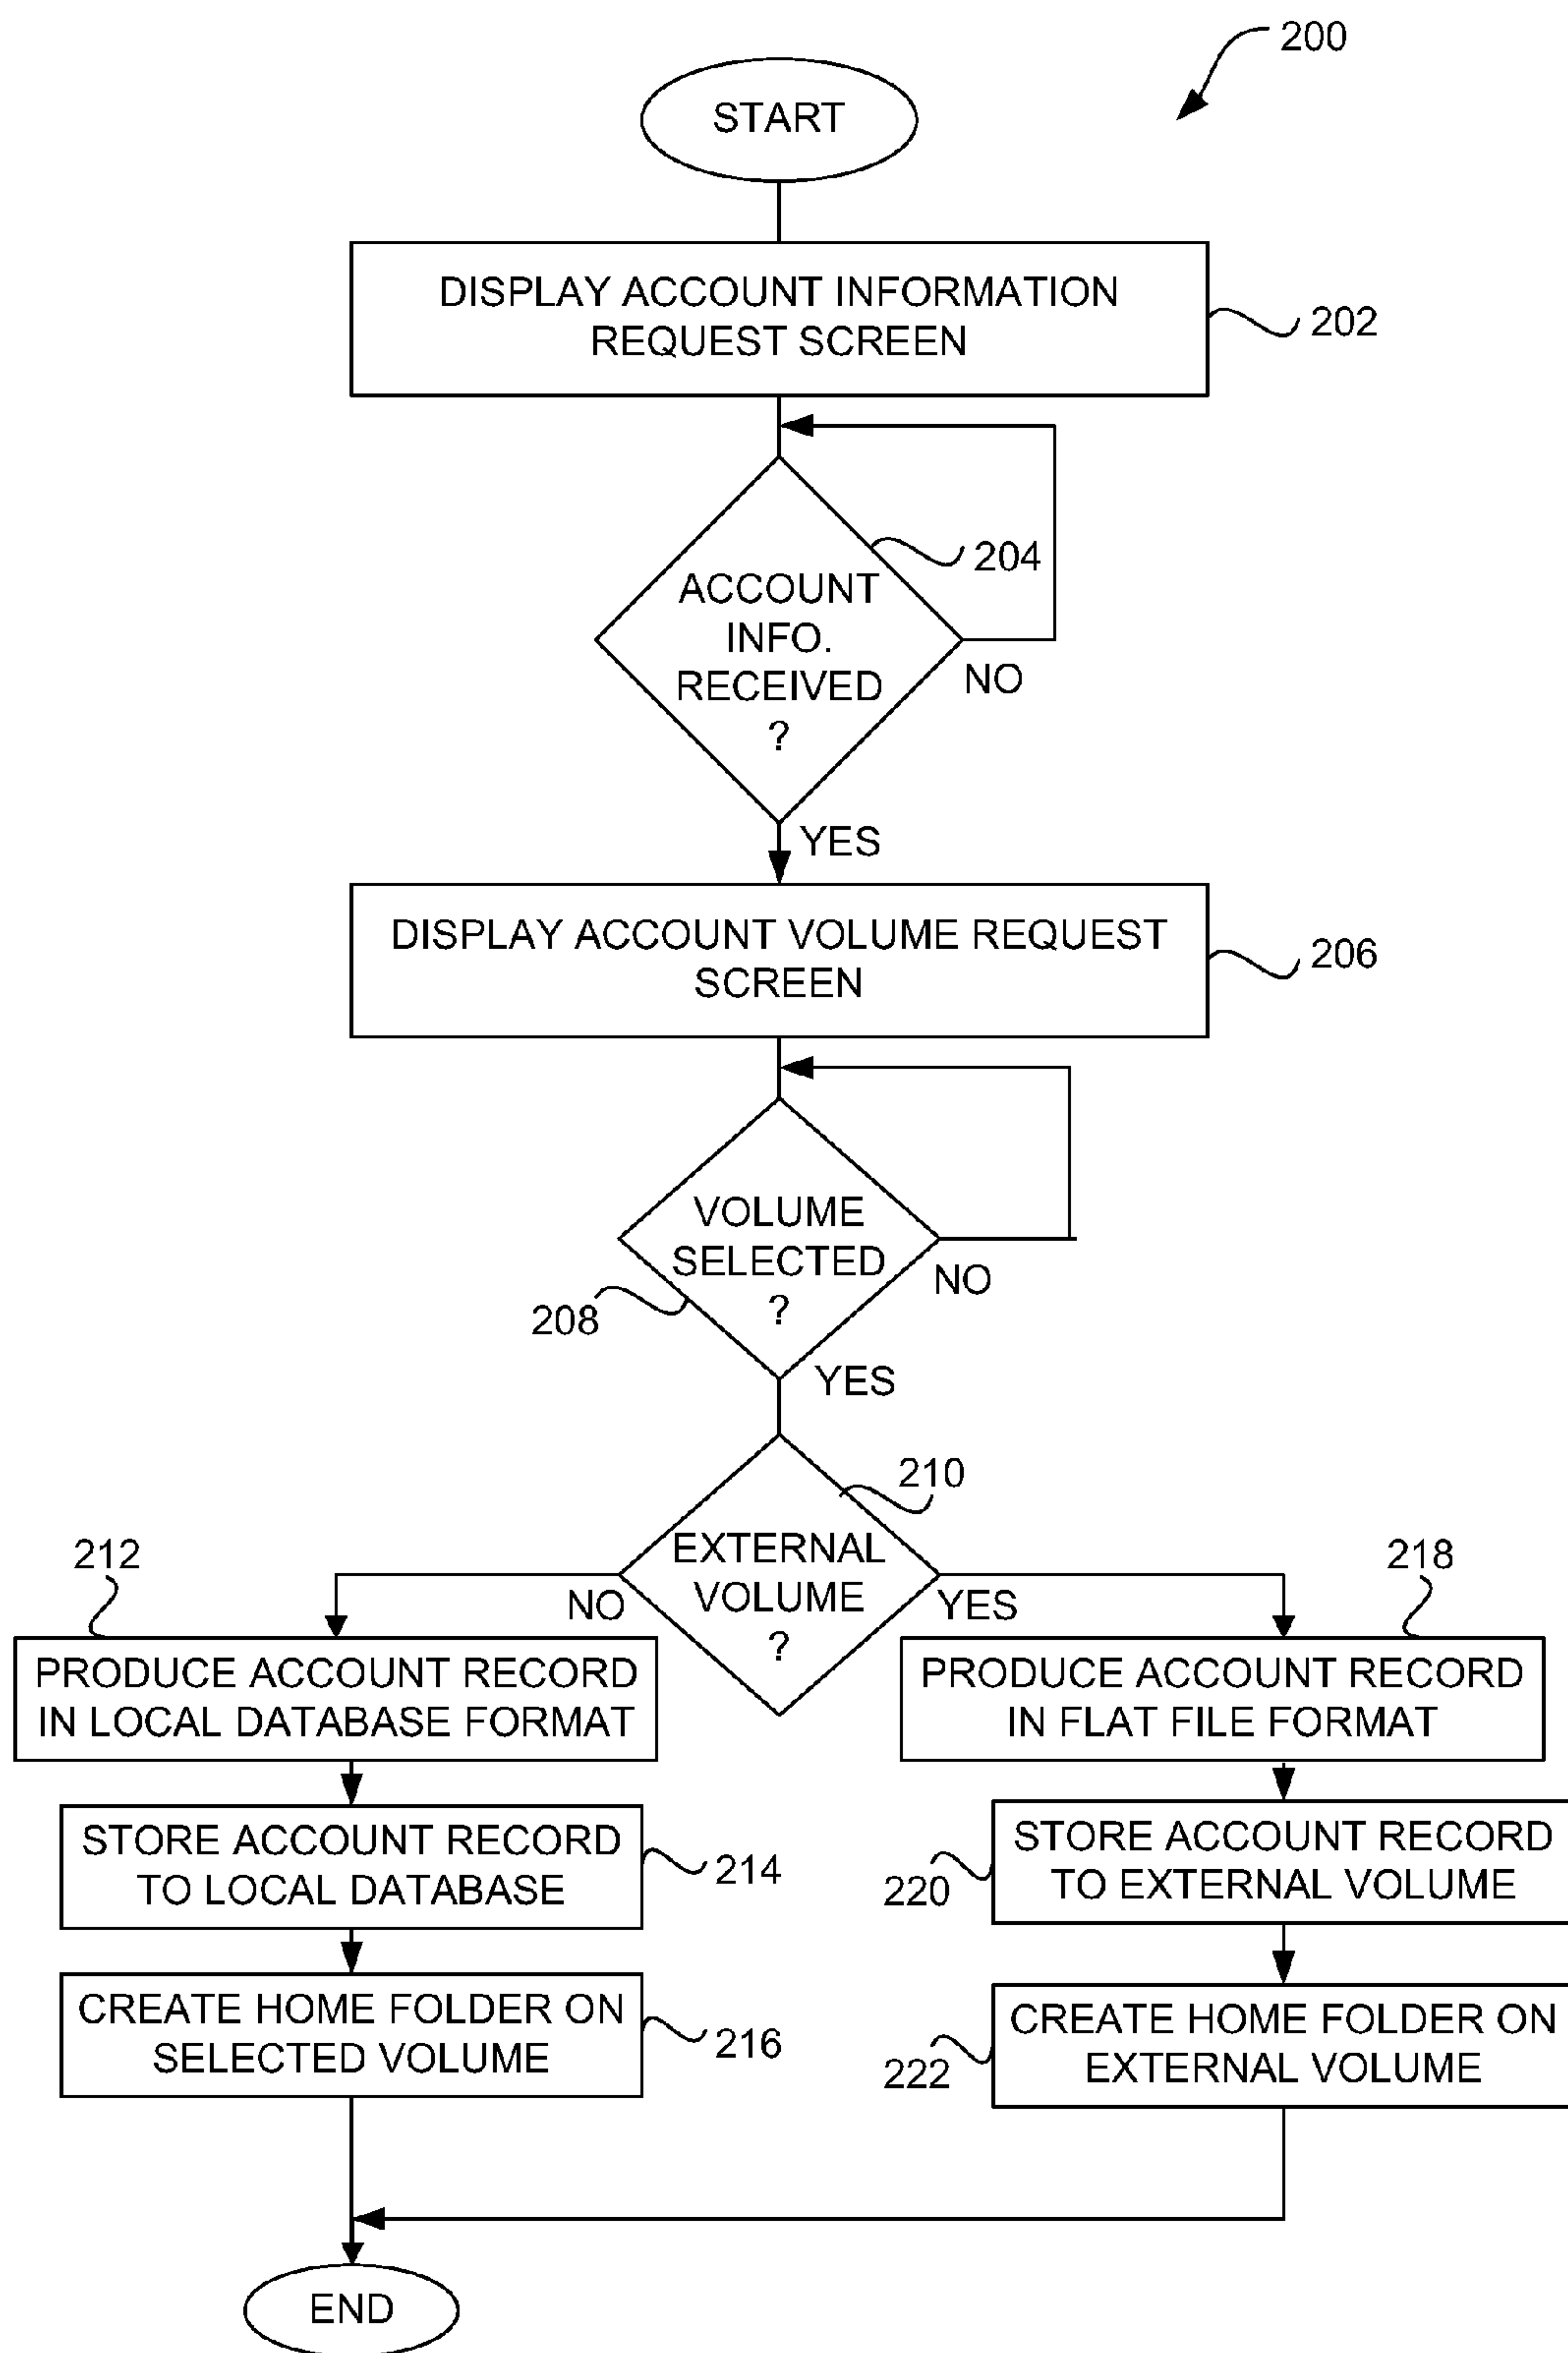 200
START
DISPLAY ACCOUNT INFORMATION
REQUEST SCREEN
202
204
ACCOUNT
INFO.
RECEIVED
?
NO
YES
DISPLAY ACCOUNT VOLUME REQUEST
SCREEN
206
VOLUME
SELECTED
?
NO
208
YES
210
EXTERNAL
VOLUME
?
NO
YES
212
PRODUCE ACCOUNT RECORD
IN LOCAL DATABASE FORMAT
STORE ACCOUNT RECORD
TO LOCAL DATABASE
214
CREATE HOME FOLDER ON
SELECTED VOLUME
216
218
PRODUCE ACCOUNT RECORD
IN FLAT FILE FORMAT
STORE ACCOUNT RECORD
TO EXTERNAL VOLUME
220
CREATE HOME FOLDER ON
EXTERNAL VOLUME
222
END